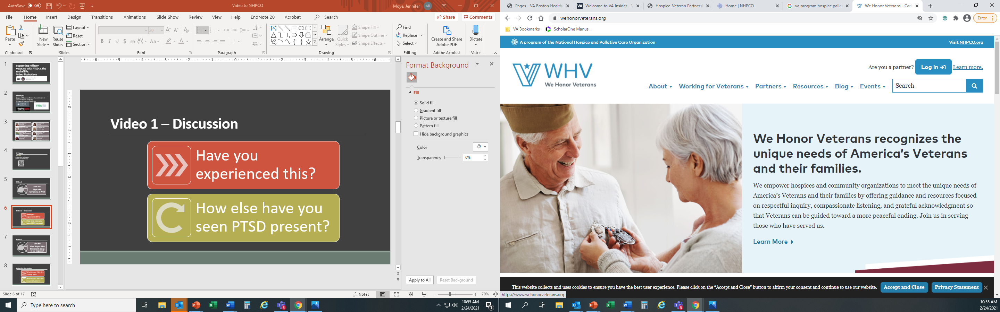 AutoSave Off
Video to NHPCO
Moye, Jennifer MJ
File Home Insert Design Transitions Animations Slide Show Review View Help EndNote 20 Acrobat Search
Share Comments
Paste
Clipboard
New Slide
Reuse Slides
Layout
Reset
Section
Slides
20
Font
Paragraph
Arrange
Quick Styles
Shape Fill
Shape Outline
Shape Effects
Drawing
Find
Replace
Select
Editing
Create and Share Adobe PDF
Adobe Acrobat
Dictate
Voice
1
Supporting military
veterans with PTSD at the
end of life:
Video illustrations
2
Thank you
3
4
3 Videos
5
Video 1
Look for:
Signs and
Symptoms of PTSD
6
Video 1 – Discussion
Have you
experienced this?
How else have you
seen PTSD present?
7
Video 2
Look for:
What do you think
the nurse is doing
in her response?
8
Video 2 – Discussion
Video 1 – Discussion
Have you
experienced this?
How else have you
seen PTSD present?
Format Background
Fill
Solid fill
Gradient fill
Picture or texture fill
Pattern fill
Hide background graphics
Color
Transparency 0%
Apply to All Reset Background
Slide 6 of 17
Notes
70%
Type here to search
10:55 AM
2/24/2021
Pages - VA Boston Health
Welcome to VA Insider - V
Hospice-Veteran Partners
Home | NHPCO
va program hospice pallia
We Honor Veterans - Cari
wehonorveterans.org
Error
VA Bookmarks
ScholarOne Manus...
A program of the National Hospice and Pallative Care Organization
Visit NHPCO.org
WHV
We Honor Veterans
Are you a partner? Log in Learn more.
About Working for Veterans Partners Resources Blog Events Search
We Honor Veterans recognizes the
unique needs of America's Veterans
and their families.
We empower hospices and community organizations to meet the unique needs of
America's Veterans and their families by offering guidance and resources focused
on respectful inquiry, compassionate listening, and grateful acknowledgment so
that Veterans can be guided toward a more peaceful ending. Join us in serving
those who have served us.
Learn More
This website collects and uses cookies to ensure you have the best user experience. Please click on the “Accept and Close” button to affirm your consent and continue to use our website.
Accept and Close
Privacy Statement
https://www.wehonorveterans.org
10:55 AM
2/24/2021